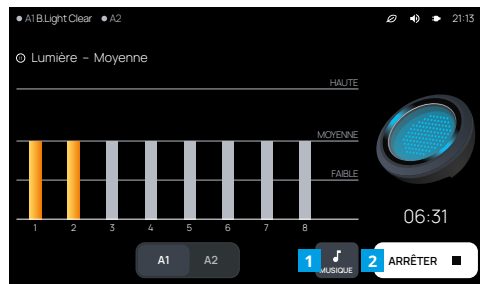 A1 B.Light Clear A2 21:13
Lumière – Moyenne
HAUTE
MOYENNE
FAIBLE
1 2 3 4 5 6 7 8
06:31
A1 A2
1 MUSIQUE
2 ARRÊTER